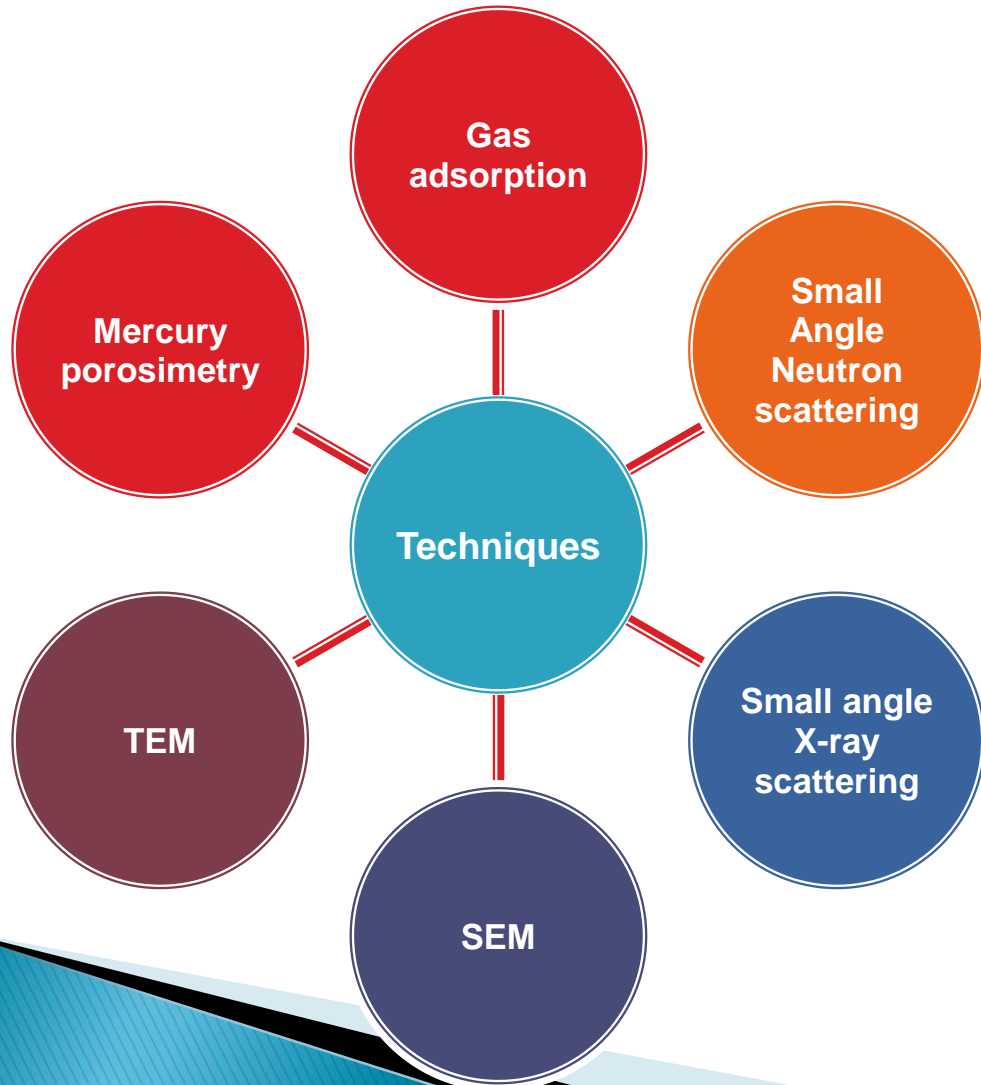 Gas
adsorption
Small
Angle
Neutron
scattering
Mercury
porosimetry
Techniques
Small angle
X-ray
scattering
TEM
SEM